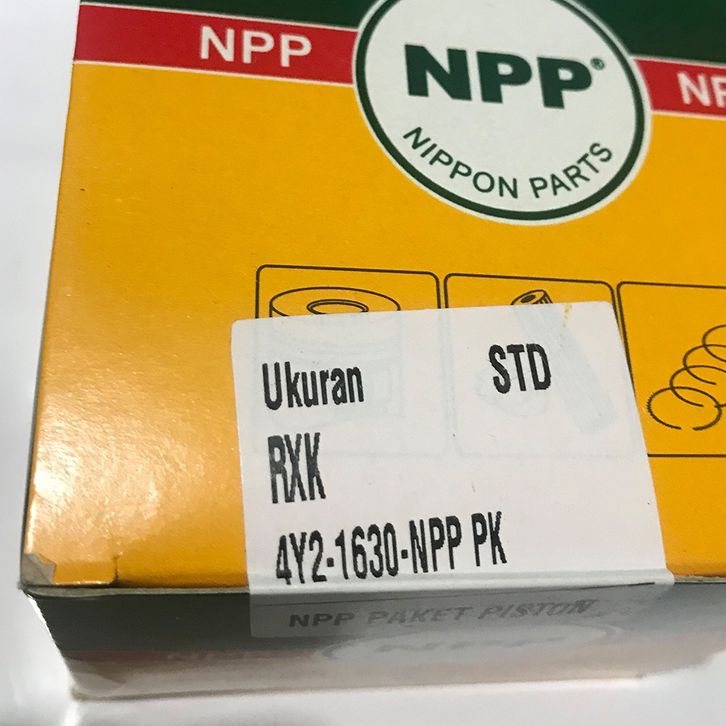 NPP
NPP®
NIPPON PARTS
Ukuran STD
RXK
4Y2-1630-NPP PK
NPP PAKET PISTON